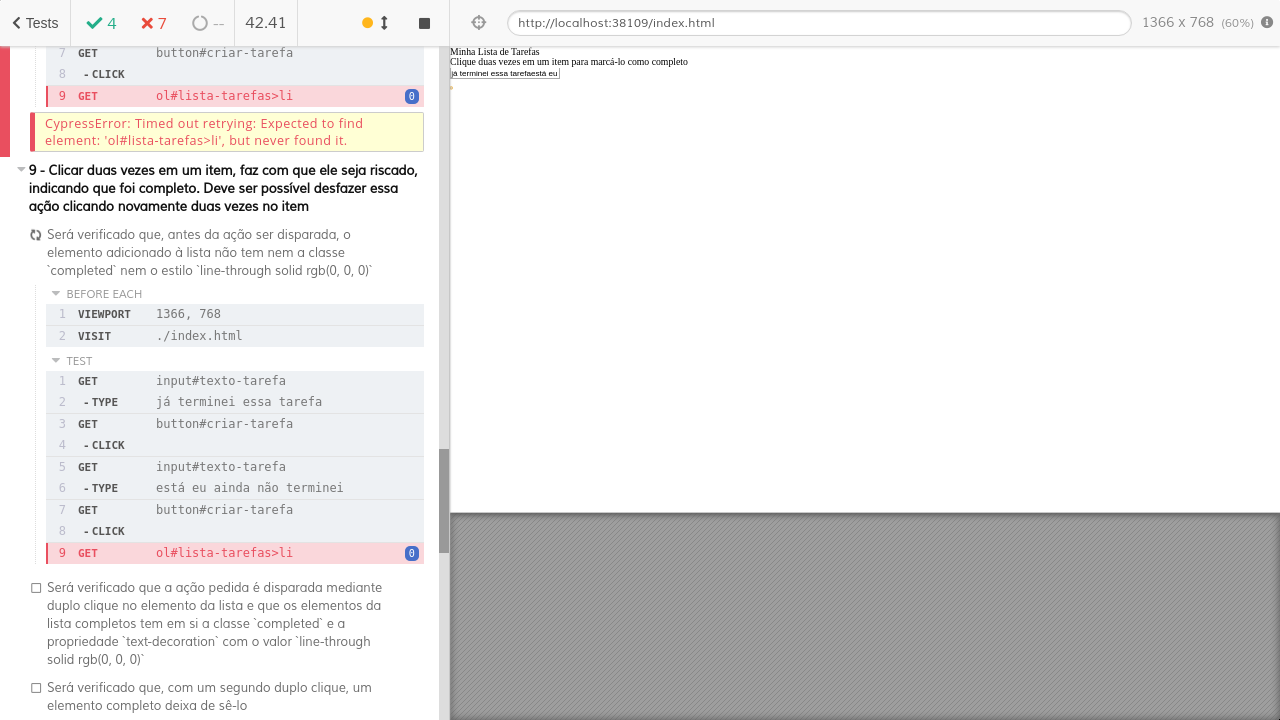 Tests 4 7 -- 42.41 http://localhost:38109/index.html 1366 x 768 (60%)
7 GET button#criar-tarefa
8 - CLICK
9 GET ol#lista-tarefas>li 0
CypressError: Timed out retrying: Expected to find
element: 'ol#lista-tarefas>li', but never found it.
9 - Clicar duas vezes em um item, faz com que ele seja riscado,
indicando que foi completo. Deve ser possível desfazer essa
ação clicando novamente duas vezes no item
Será verificado que, antes da ação ser disparada, o
elemento adicionado à lista não tem nem a classe
`completed` nem o estilo `line-through solid rgb(0, 0, 0)`
BEFORE EACH
1 VIEWPORT 1366, 768
2 VISIT ./index.html
TEST
1 GET input#texto-tarefa
2 - TYPE já terminei essa tarefa
3 GET button#criar-tarefa
4 - CLICK
5 GET input#texto-tarefa
6 - TYPE está eu ainda não terminei
7 GET button#criar-tarefa
8 - CLICK
9 GET ol#lista-tarefas>li 0
Será verificado que a ação pedida é disparada mediante
duplo clique no elemento da lista e que os elementos da
lista completos tem em si a classe `completed` e a
propriedade `text-decoration` com o valor `line-through
solid rgb(0, 0, 0)`
Será verificado que, com um segundo duplo clique, um
elemento completo deixa de sê-lo
Minha Lista de Tarefas
Clique duas vezes em um item para marcá-lo como completo
já terminei essa tarefaestá eu